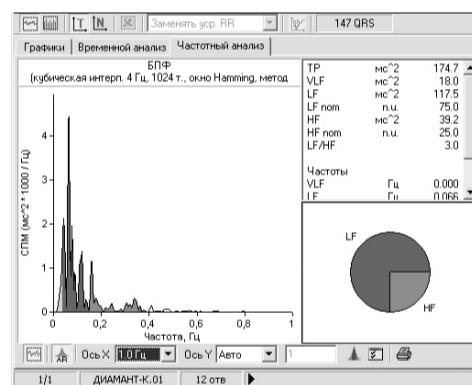 Заменять уср. RR 147 QRS
Графики Временной анализ Частотный анализ
БПФ
(кубическая интерп. 4 Гц, 1024 т., окно Hamming, метод
СПМ (мс^2 * 1000 / Гц)
4
3
2
1
0
0 0,2 0,4 0,6 0,8 1
Частота, Гц
TP мс^2 174.7
VLF мс^2 18.0
LF мс^2 117.5
LF nom n.u. 75.0
HF мс^2 39.2
HF nom n.u. 25.0
LF/HF 3.0
Частоты
VLF Гц 0.000
LF Гц 0.066
LF
HF
AR Ось X 1.0 Гц Ось Y Авто 1
1/1 ДИАМАНТ-К.01 12 отв